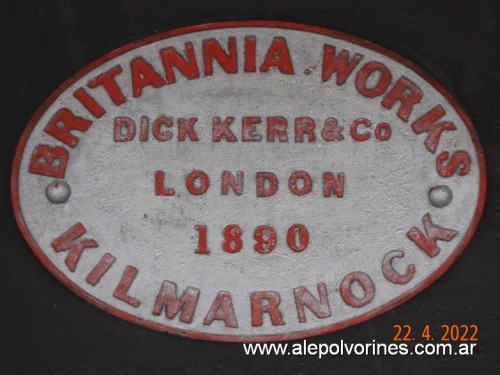 BRITANNIA WORKS
DICK KERR & Co
LONDON
1890
KILMARNOCK
22. 4. 2022
www.alepolvorines.com.ar